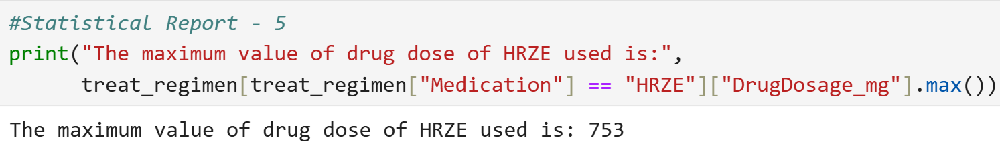 #Statistical Report - 5
print("The maximum value of drug dose of HRZE used is:",
treat_regimen[treat_regimen["Medication"] == "HRZE"]["DrugDosage_mg"].max())
The maximum value of drug dose of HRZE used is: 753